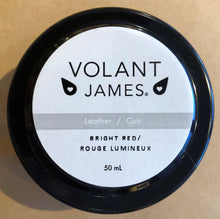 VOLANT
JAMES®
Leather / Cuir
BRIGHT RED/
ROUGE LUMINEUX
50 mL